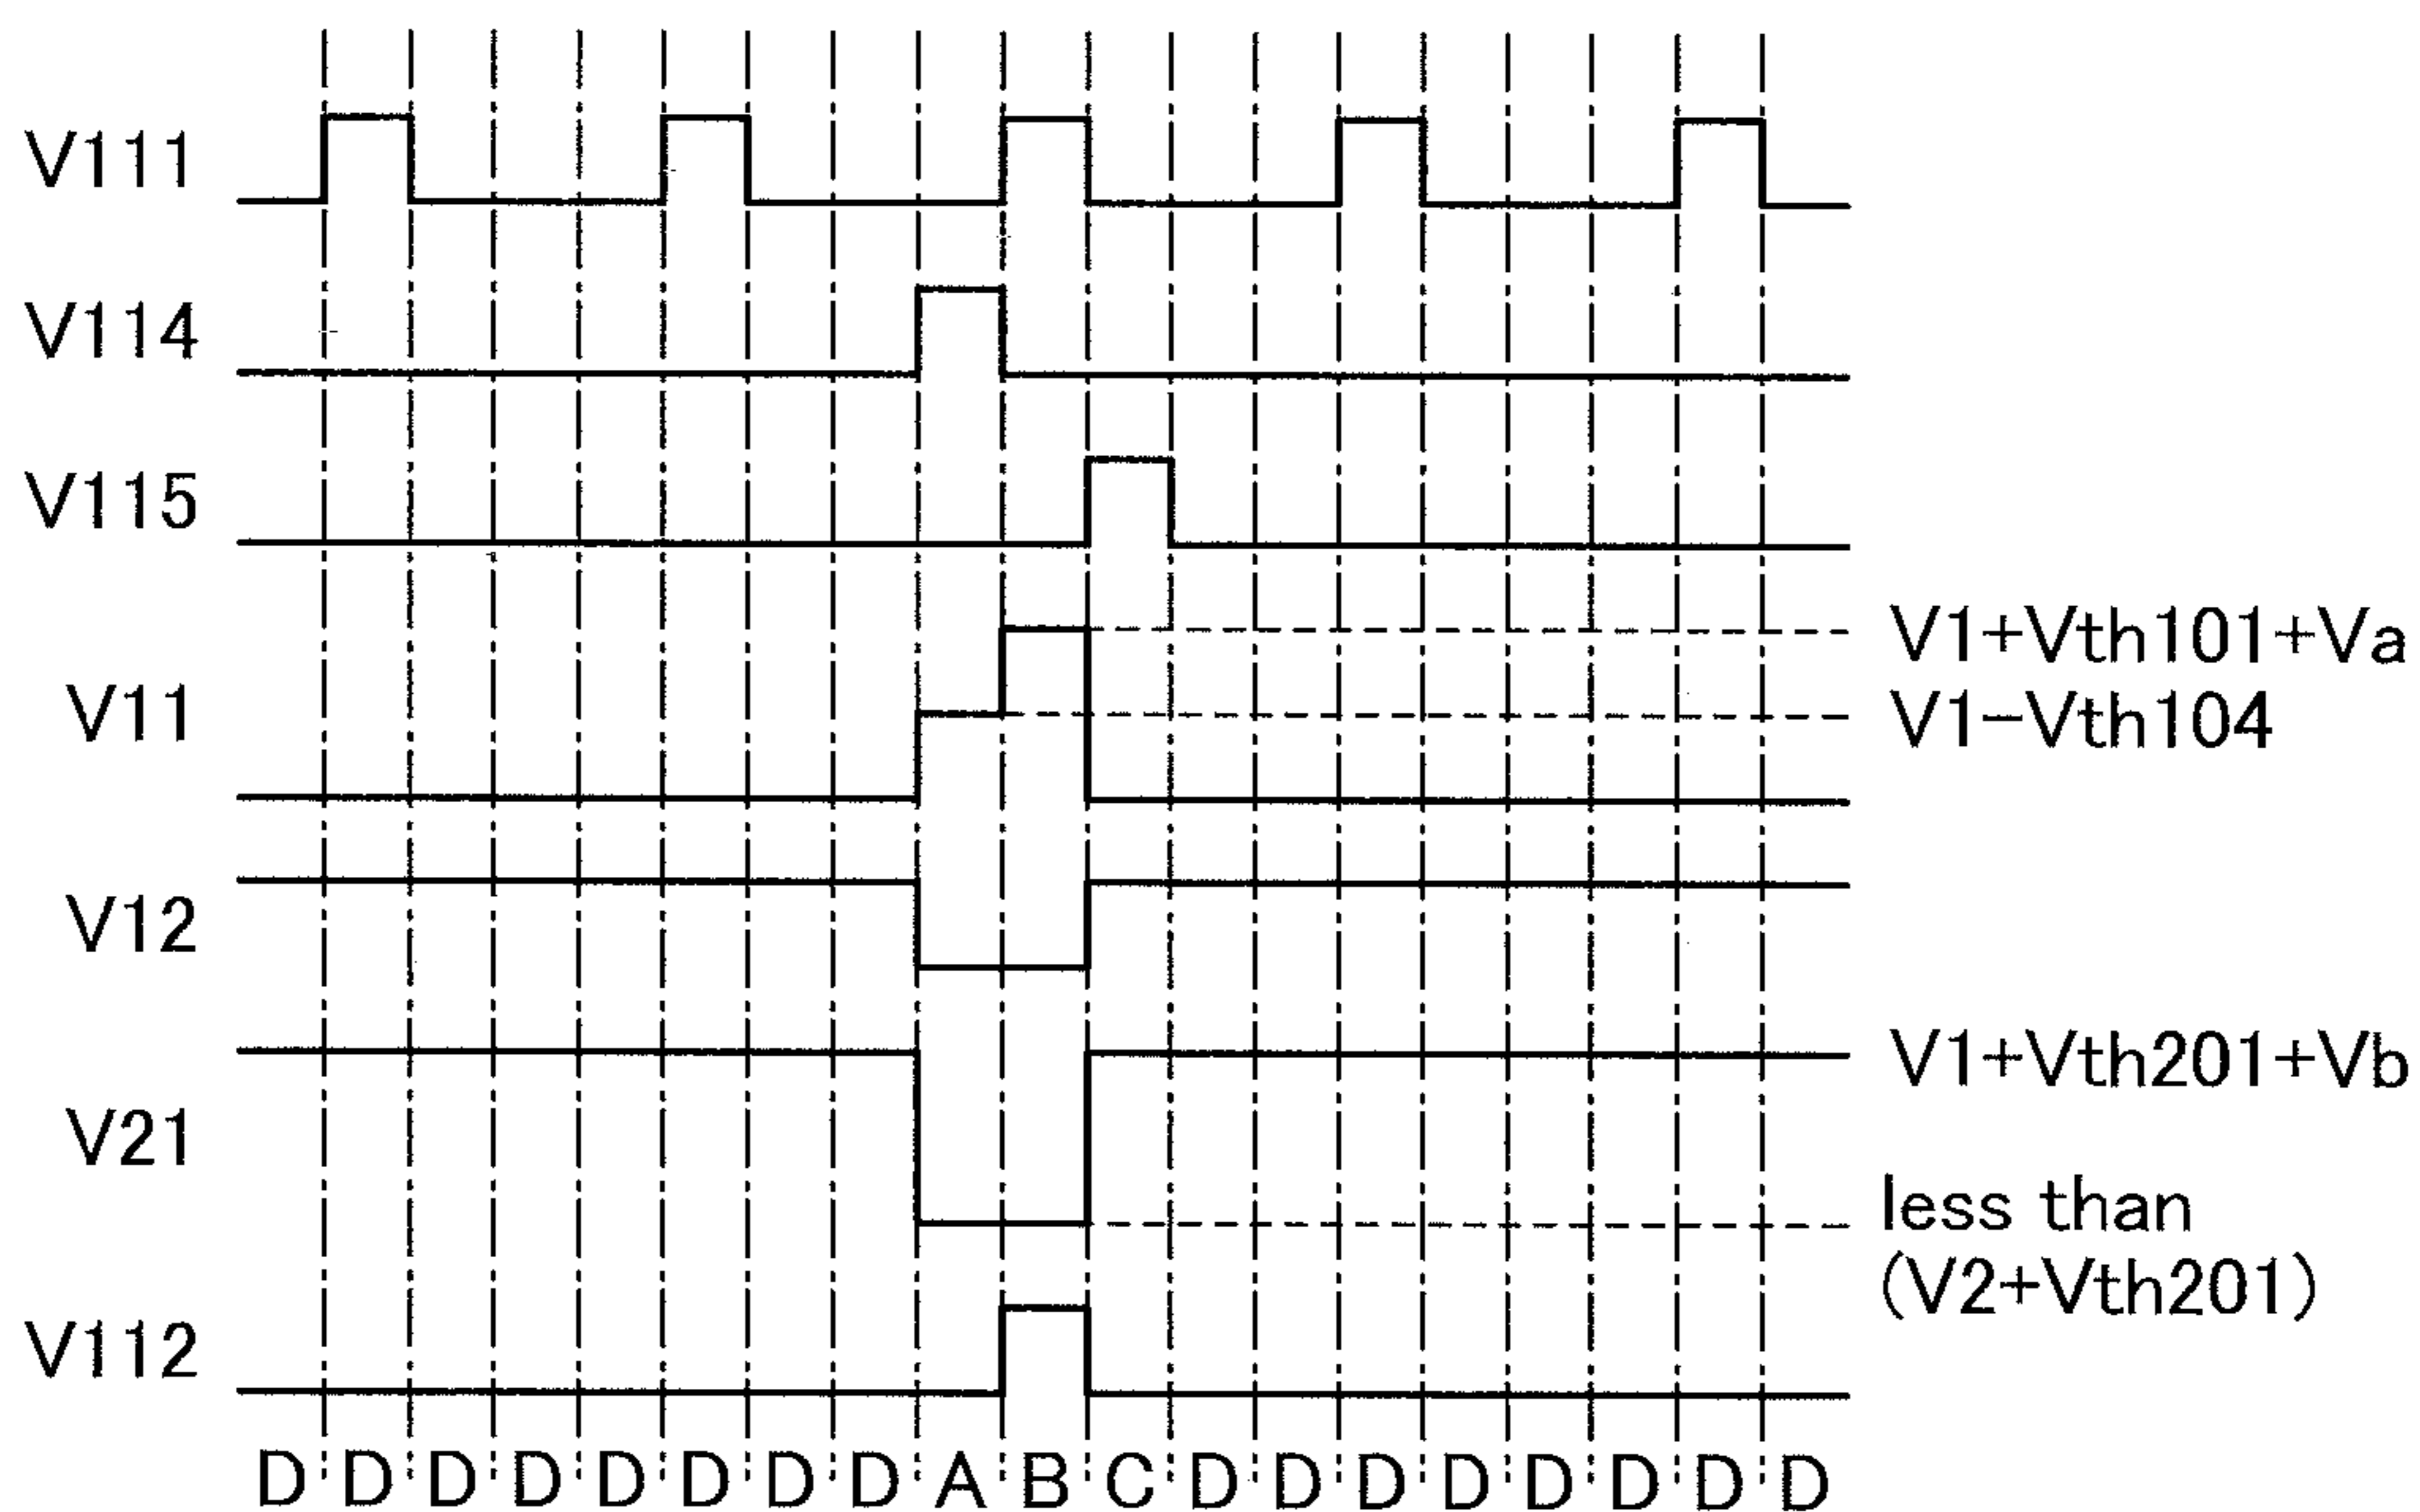 V111
V114
V115
V1+Vth101+Va
V11
V1-Vth104
V12
V1+Vth201+Vb
V21
less than
(V2+Vth201)
V112
D D D D D D D D A B C D D D D D D D D